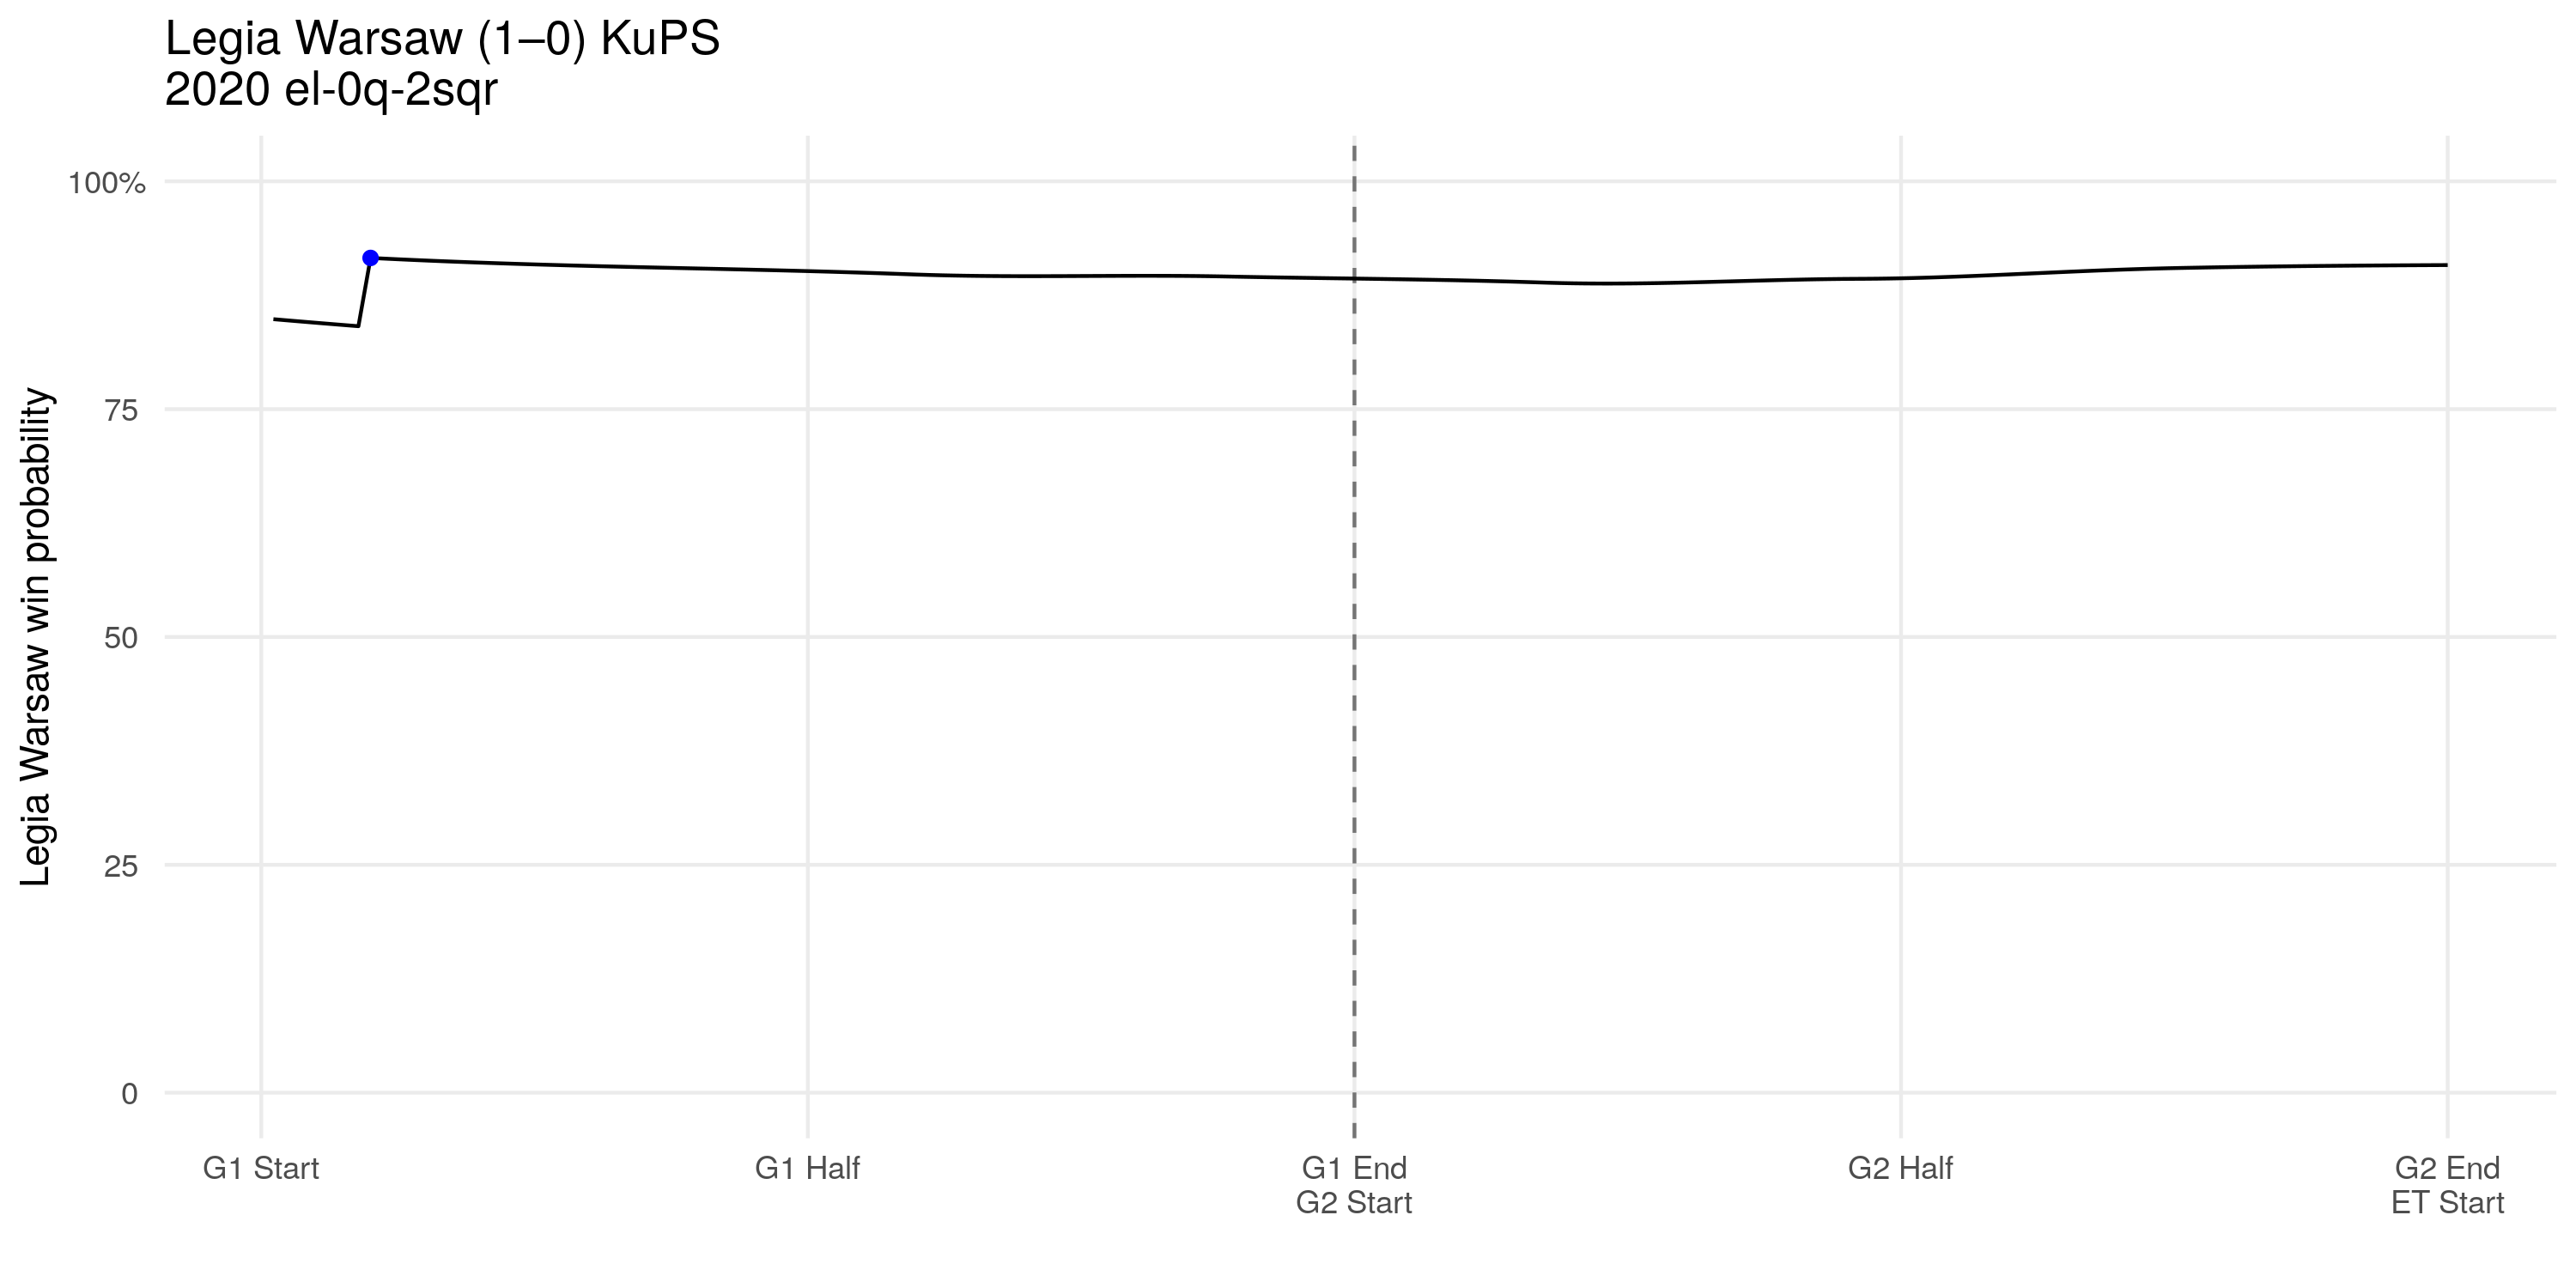 Legia Warsaw (1–0) KuPS
2020 el-0q-2sqr
Legia Warsaw win probability
100%
75
50
25
0
G1 Start
G1 Half
G1 End
G2 Start
G2 Half
G2 End
ET Start